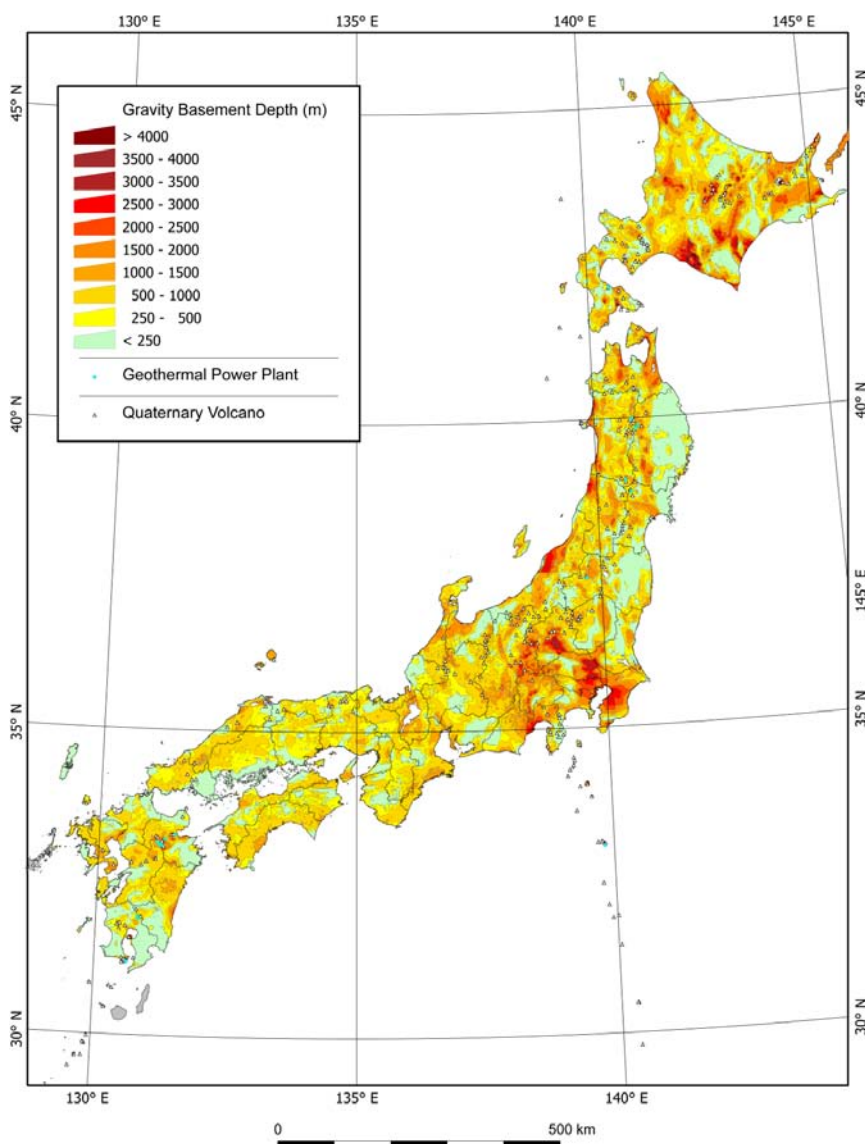 130° E
135° E
140° E
145° E
45° N
45° N
Gravity Basement Depth (m)
> 4000
3500 - 4000
3000 - 3500
2500 - 3000
2000 - 2500
1500 - 2000
1000 - 1500
500 - 1000
250 - 500
< 250
Geothermal Power Plant
Quaternary Volcano
40° N
40° N
145° E
35° N
35° N
30° N
30° N
130° E
135° E
140° E
0
500 km